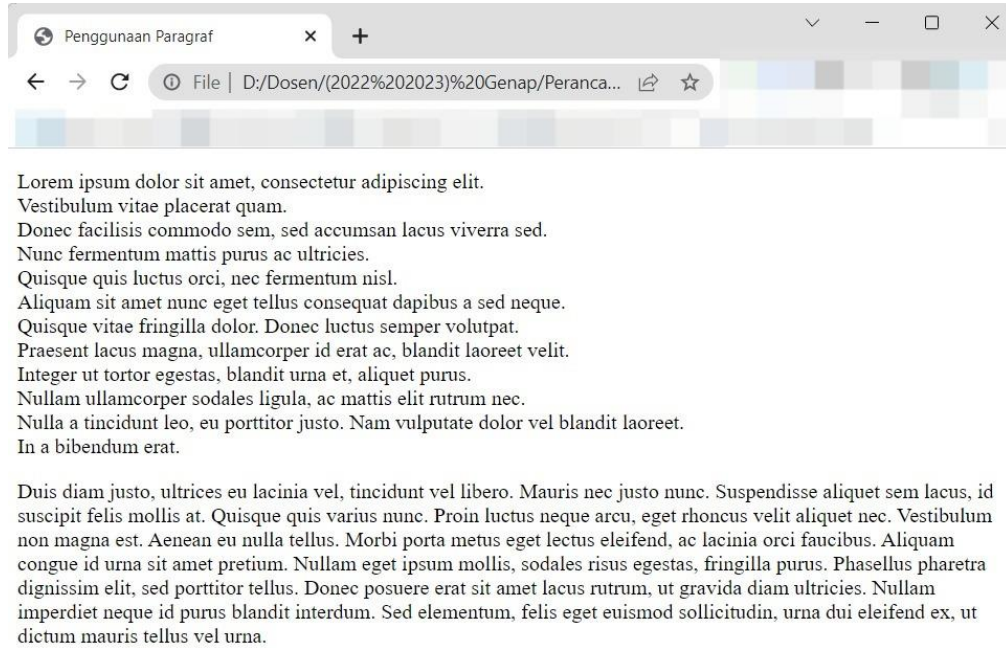 Penggunaan Paragraf
File | D:/Dosen/(2022%202023)%20Genap/Peranca...
Lorem ipsum dolor sit amet, consectetur adipiscing elit.
Vestibulum vitae placerat quam.
Donec facilisis commodo sem, sed accumsan lacus viverra sed.
Nunc fermentum mattis purus ac ultricies.
Quisque quis luctus orci, nec fermentum nisl.
Aliquam sit amet nunc eget tellus consequat dapibus a sed neque.
Quisque vitae fringilla dolor. Donec luctus semper volutpat.
Praesent lacus magna, ullamcorper id erat ac, blandit laoreet velit.
Integer ut tortor egestas, blandit urna et, aliquet purus.
Nullam ullamcorper sodales ligula, ac mattis elit rutrum nec.
Nulla a tincidunt leo, eu porttitor justo. Nam vulputate dolor vel blandit laoreet.
In a bibendum erat.
Duis diam justo, ultrices eu lacinia vel, tincidunt vel libero. Mauris nec justo nunc. Suspendisse aliquet sem lacus, id
suscipit felis mollis at. Quisque quis varius nunc. Proin luctus neque arcu, eget rhoncus velit aliquet nec. Vestibulum
non magna est. Aenean eu nulla tellus. Morbi porta metus eget lectus eleifend, ac lacinia orci faucibus. Aliquam
congue id urna sit amet pretium. Nullam eget ipsum mollis, sodales risus egestas, fringilla purus. Phasellus pharetra
dignissim elit, sed porttitor tellus. Donec posuere erat sit amet lacus rutrum, ut gravida diam ultricies. Nullam
imperdiet neque id purus blandit interdum. Sed elementum, felis eget euismod sollicitudin, urna dui eleifend ex, ut
dictum mauris tellus vel urna.